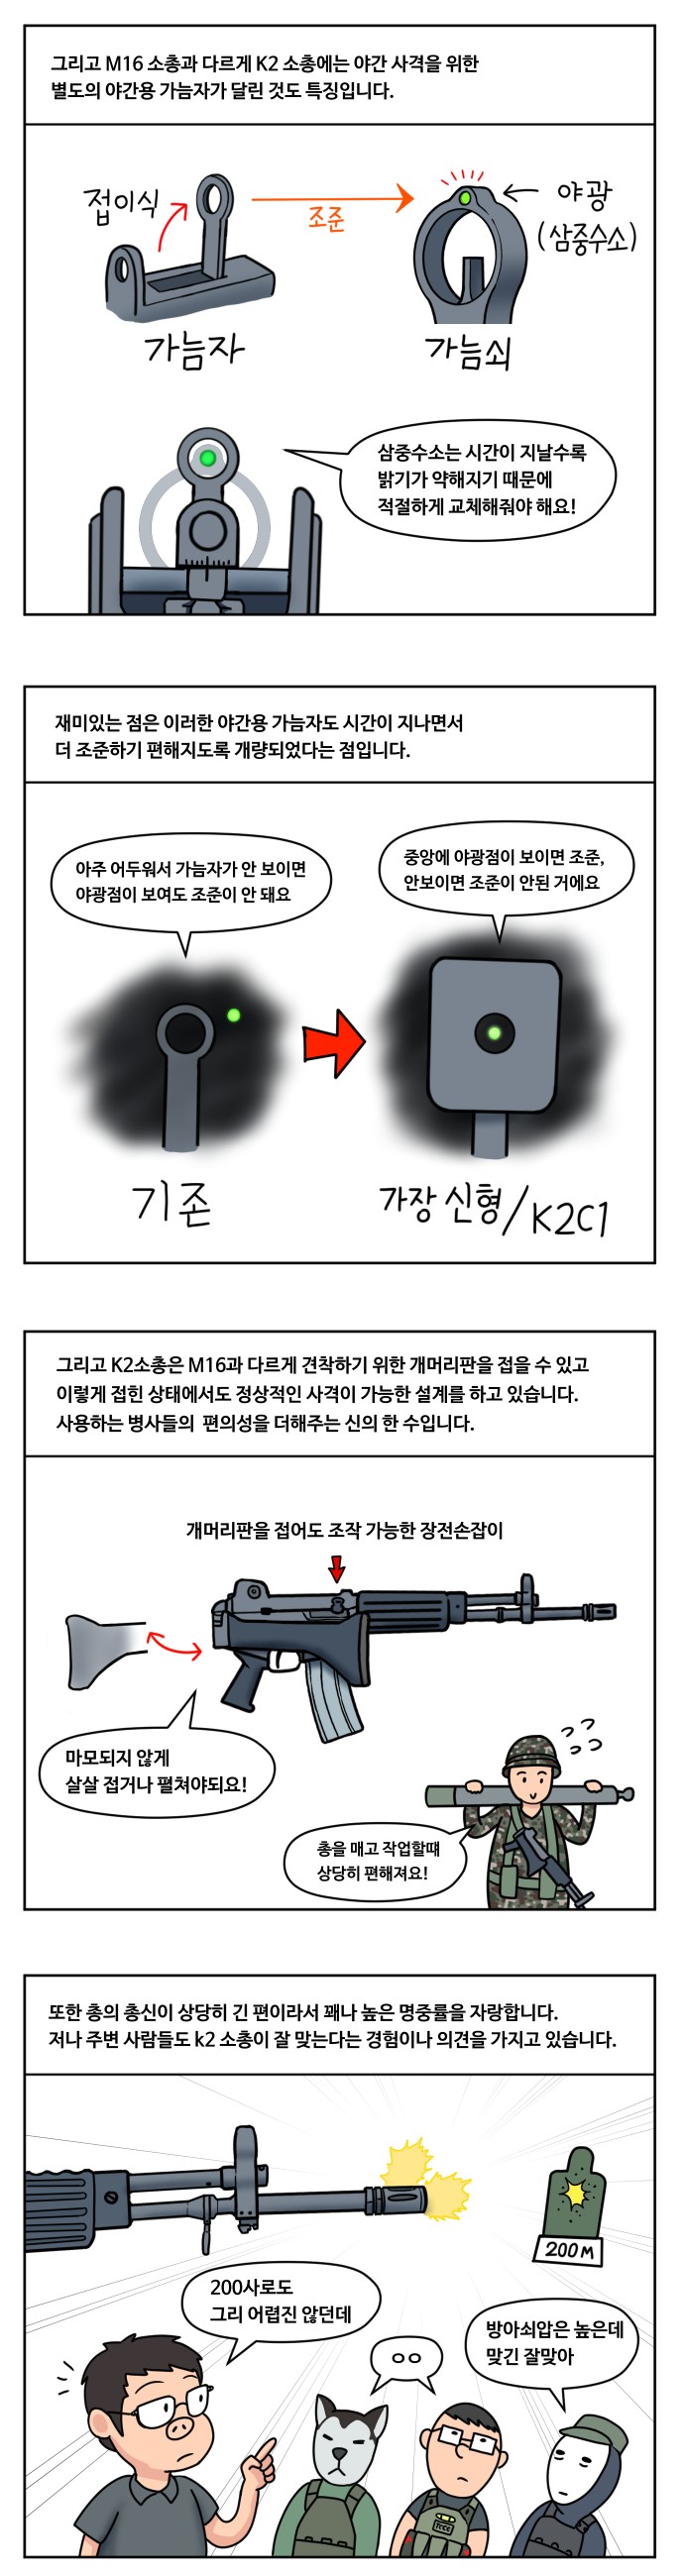 그리고 M16 소총과 다르게 K2 소총에는 야간 사격을 위한
별도의 야간용 가늠자가 달린 것도 특징입니다.
접이식
조준
야광
(삼중수소)
가늠자
가늠쇠
삼중수소는 시간이 지날수록
밝기가 약해지기 때문에
적절하게 교체해줘야 해요!
재미있는 점은 이러한 야간용 가늠자도 시간이 지나면서
더 조준하기 편해지도록 개량되었다는 점입니다.
아주 어두워서 가늠자가 안 보이면
야광점이 보여도 조준이 안 돼요
중앙에 야광점이 보이면 조준,
안보이면 조준이 안된 거에요
기존
가장 신형/K2C1
그리고 K2소총은 M16과 다르게 견착하기 위한 개머리판을 접을 수 있고
이렇게 접힌 상태에서도 정상적인 사격이 가능한 설계를 하고 있습니다.
사용하는 병사들의 편의성을 더해주는 신의 한 수입니다.
개머리판을 접어도 조작 가능한 장전손잡이
마모되지 않게
살살 접거나 펼쳐야되요!
총을 매고 작업할떄
상당히 편해져요!
또한 총의 총신이 상당히 긴 편이라서 꽤나 높은 명중률을 자랑합니다.
저나 주변 사람들도 k2 소총이 잘 맞는다는 경험이나 의견을 가지고 있습니다.
200M
200사로도
그리 어렵진 않던데
ㅇㅇ
방아쇠압은 높은데
맞긴 잘맞아
TCCC